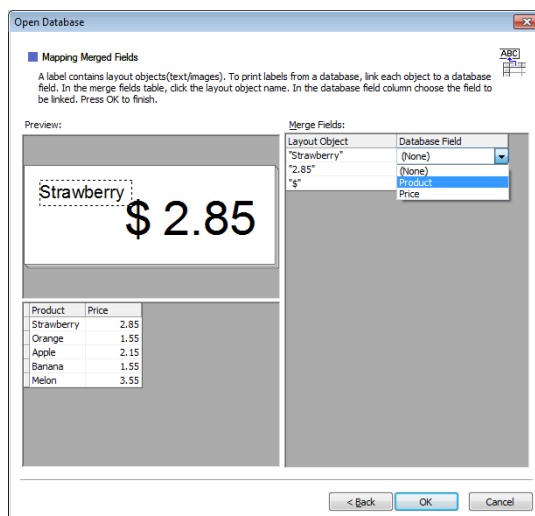 Open Database
Mapping Merged Fields
ABC
A label contains layout objects(text/images). To print labels from a database, link each object to a database
field. In the merge fields table, click the layout object name. In the database field column choose the field to
be linked. Press OK to finish.
Preview:
Strawberry
$ 2.85
Merge Fields:
Layout Object Database Field
"Strawberry" (None)
"2.85" (None)
"$" Product
Price
Product Price
Strawberry 2.85
Orange 1.55
Apple 2.15
Banana 1.55
Melon 3.55
< Back OK Cancel